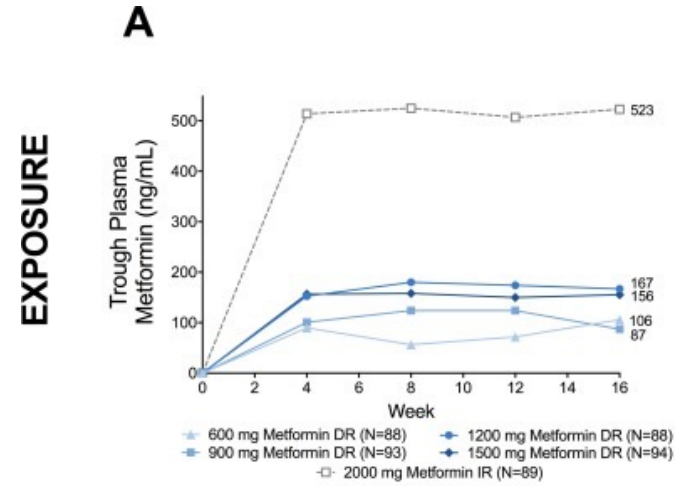 A
EXPOSURE
Trough Plasma
Metformin (ng/mL)
500
400
300
200
100
0
523
167
156
106
87
0 2 4 6 8 10 12 14 16
Week
600 mg Metformin DR (N=88) 1200 mg Metformin DR (N=88)
900 mg Metformin DR (N=93) 1500 mg Metformin DR (N=94)
2000 mg Metformin IR (N=89)